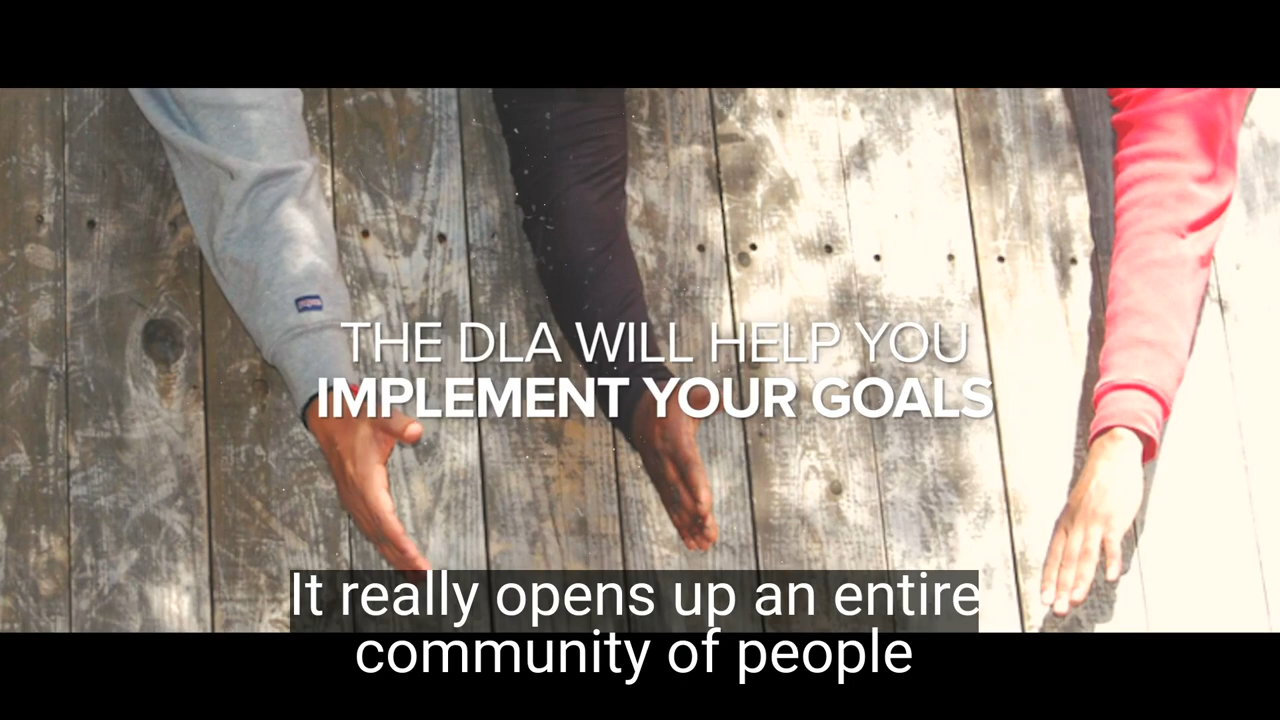 THE DLA WILL HELP YOU
IMPLEMENT YOUR GOALS
It really opens up an entire
community of people